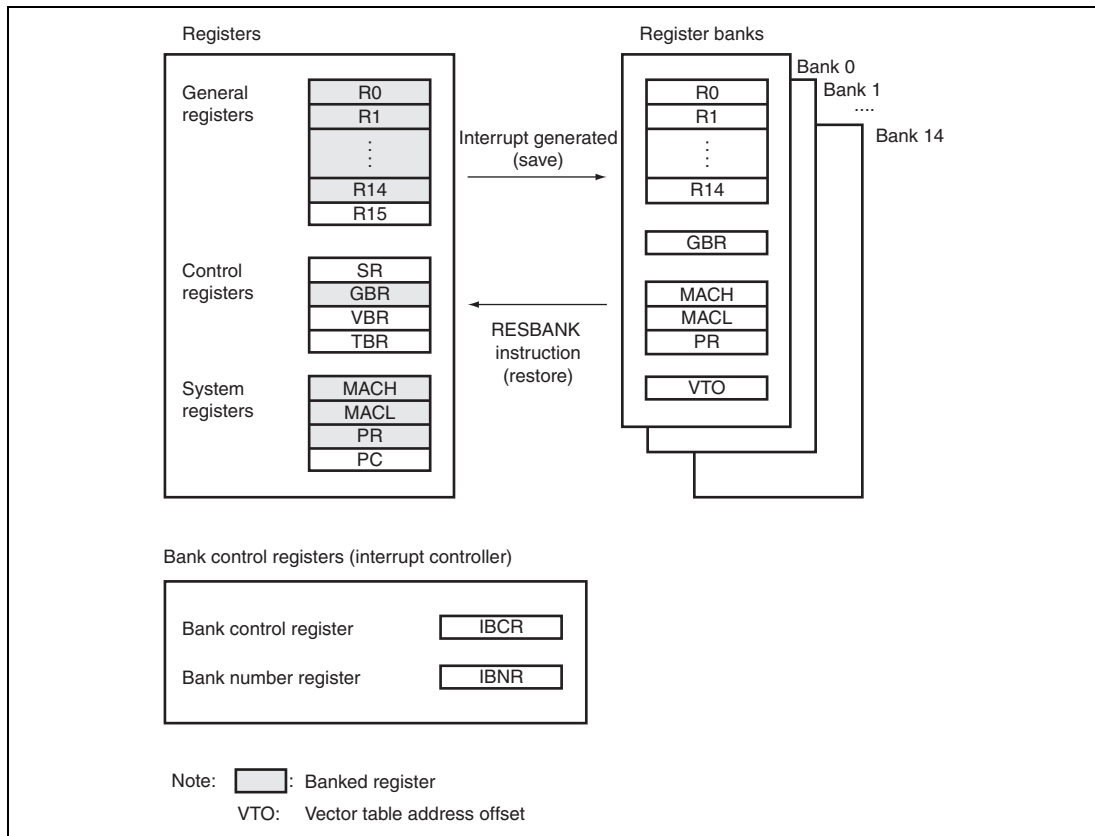 Registers
General
registers
R0
R1
R14
R15
Control
registers
SR
GBR
VBR
TBR
System
registers
MACH
MACL
PR
PC
Interrupt generated
(save)
RESBANK
instruction
(restore)
Register banks
Bank 0
Bank 1
....
Bank 14
R0
R1
R14
GBR
MACH
MACL
PR
VTO
Bank control registers (interrupt controller)
Bank control register
IBCR
Bank number register
IBNR
Note: : Banked register
VTO: Vector table address offset